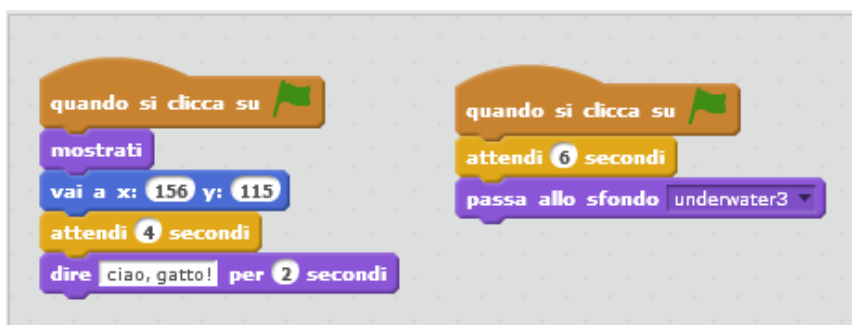 quando si clicca su
mostrati
vai a x: 156 y: 115
attendi 4 secondi
dire ciao, gatto! per 2 secondi
quando si clicca su
attendi 6 secondi
passa allo sfondo underwater3